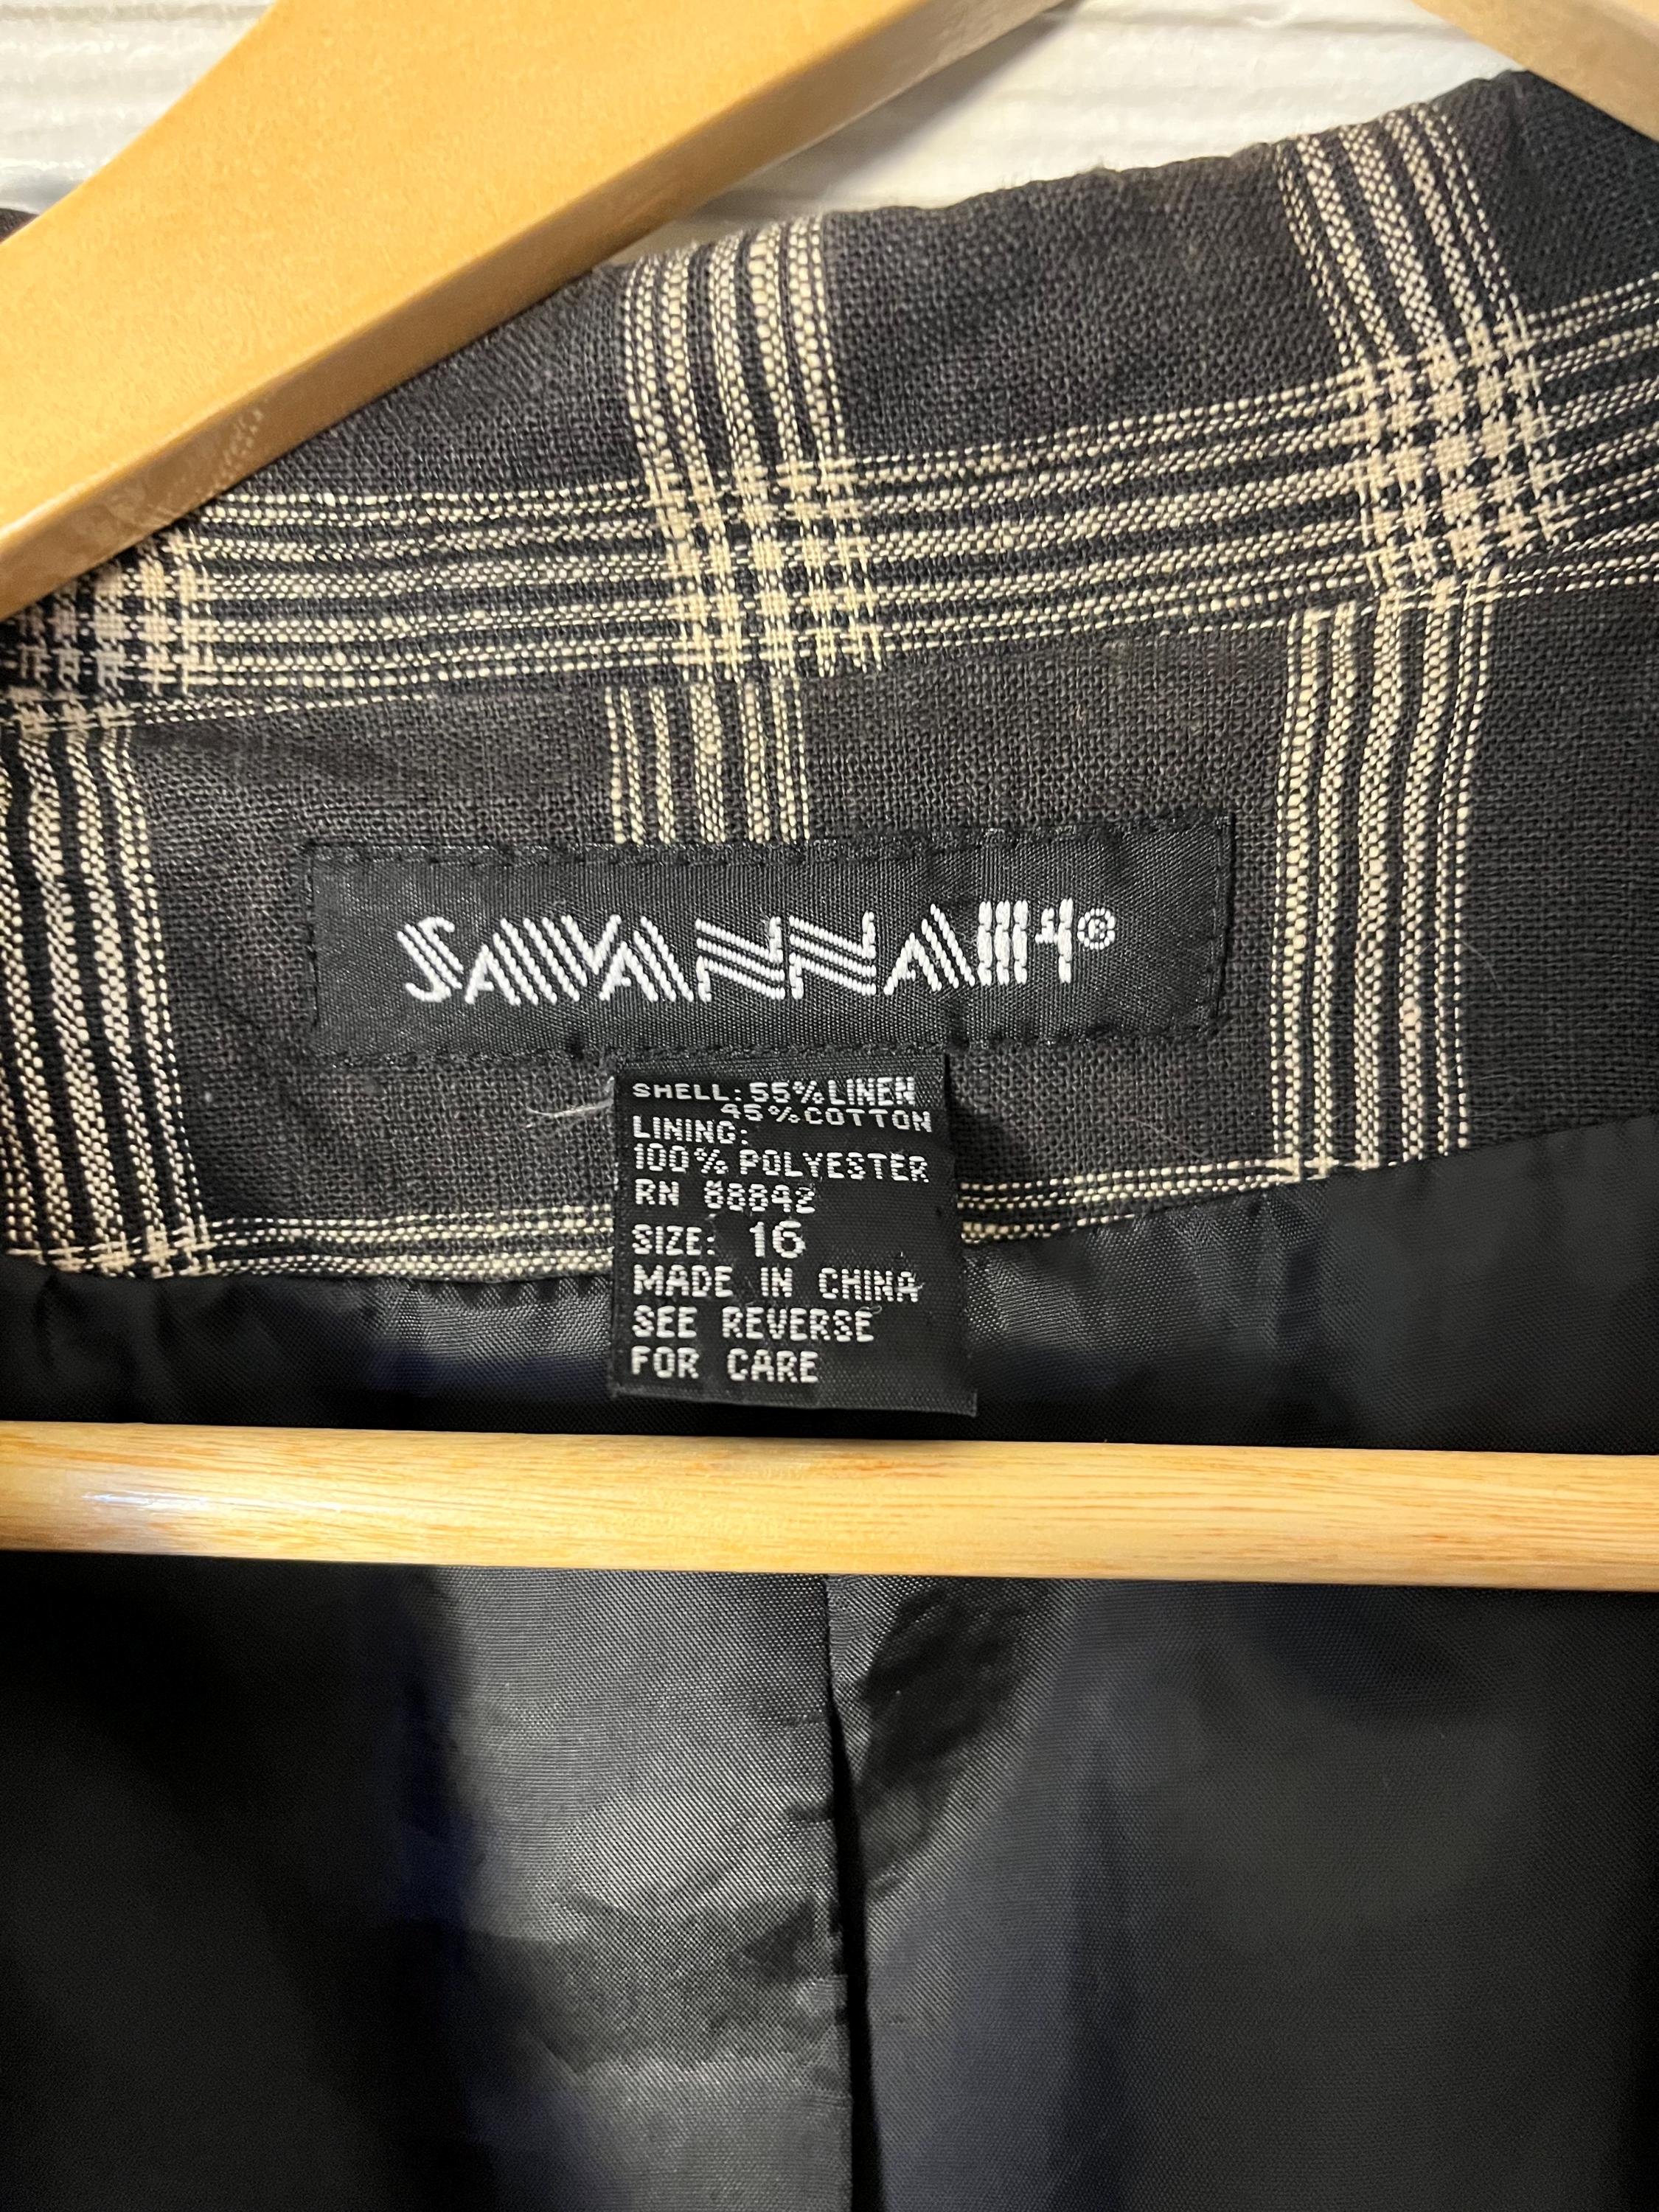 SAVANNAH®
SHELL: 55% LINEN
45% COTTON
LINING:
100% POLYESTER
RN 88842
SIZE: 16
MADE IN CHINA
SEE REVERSE
FOR CARE